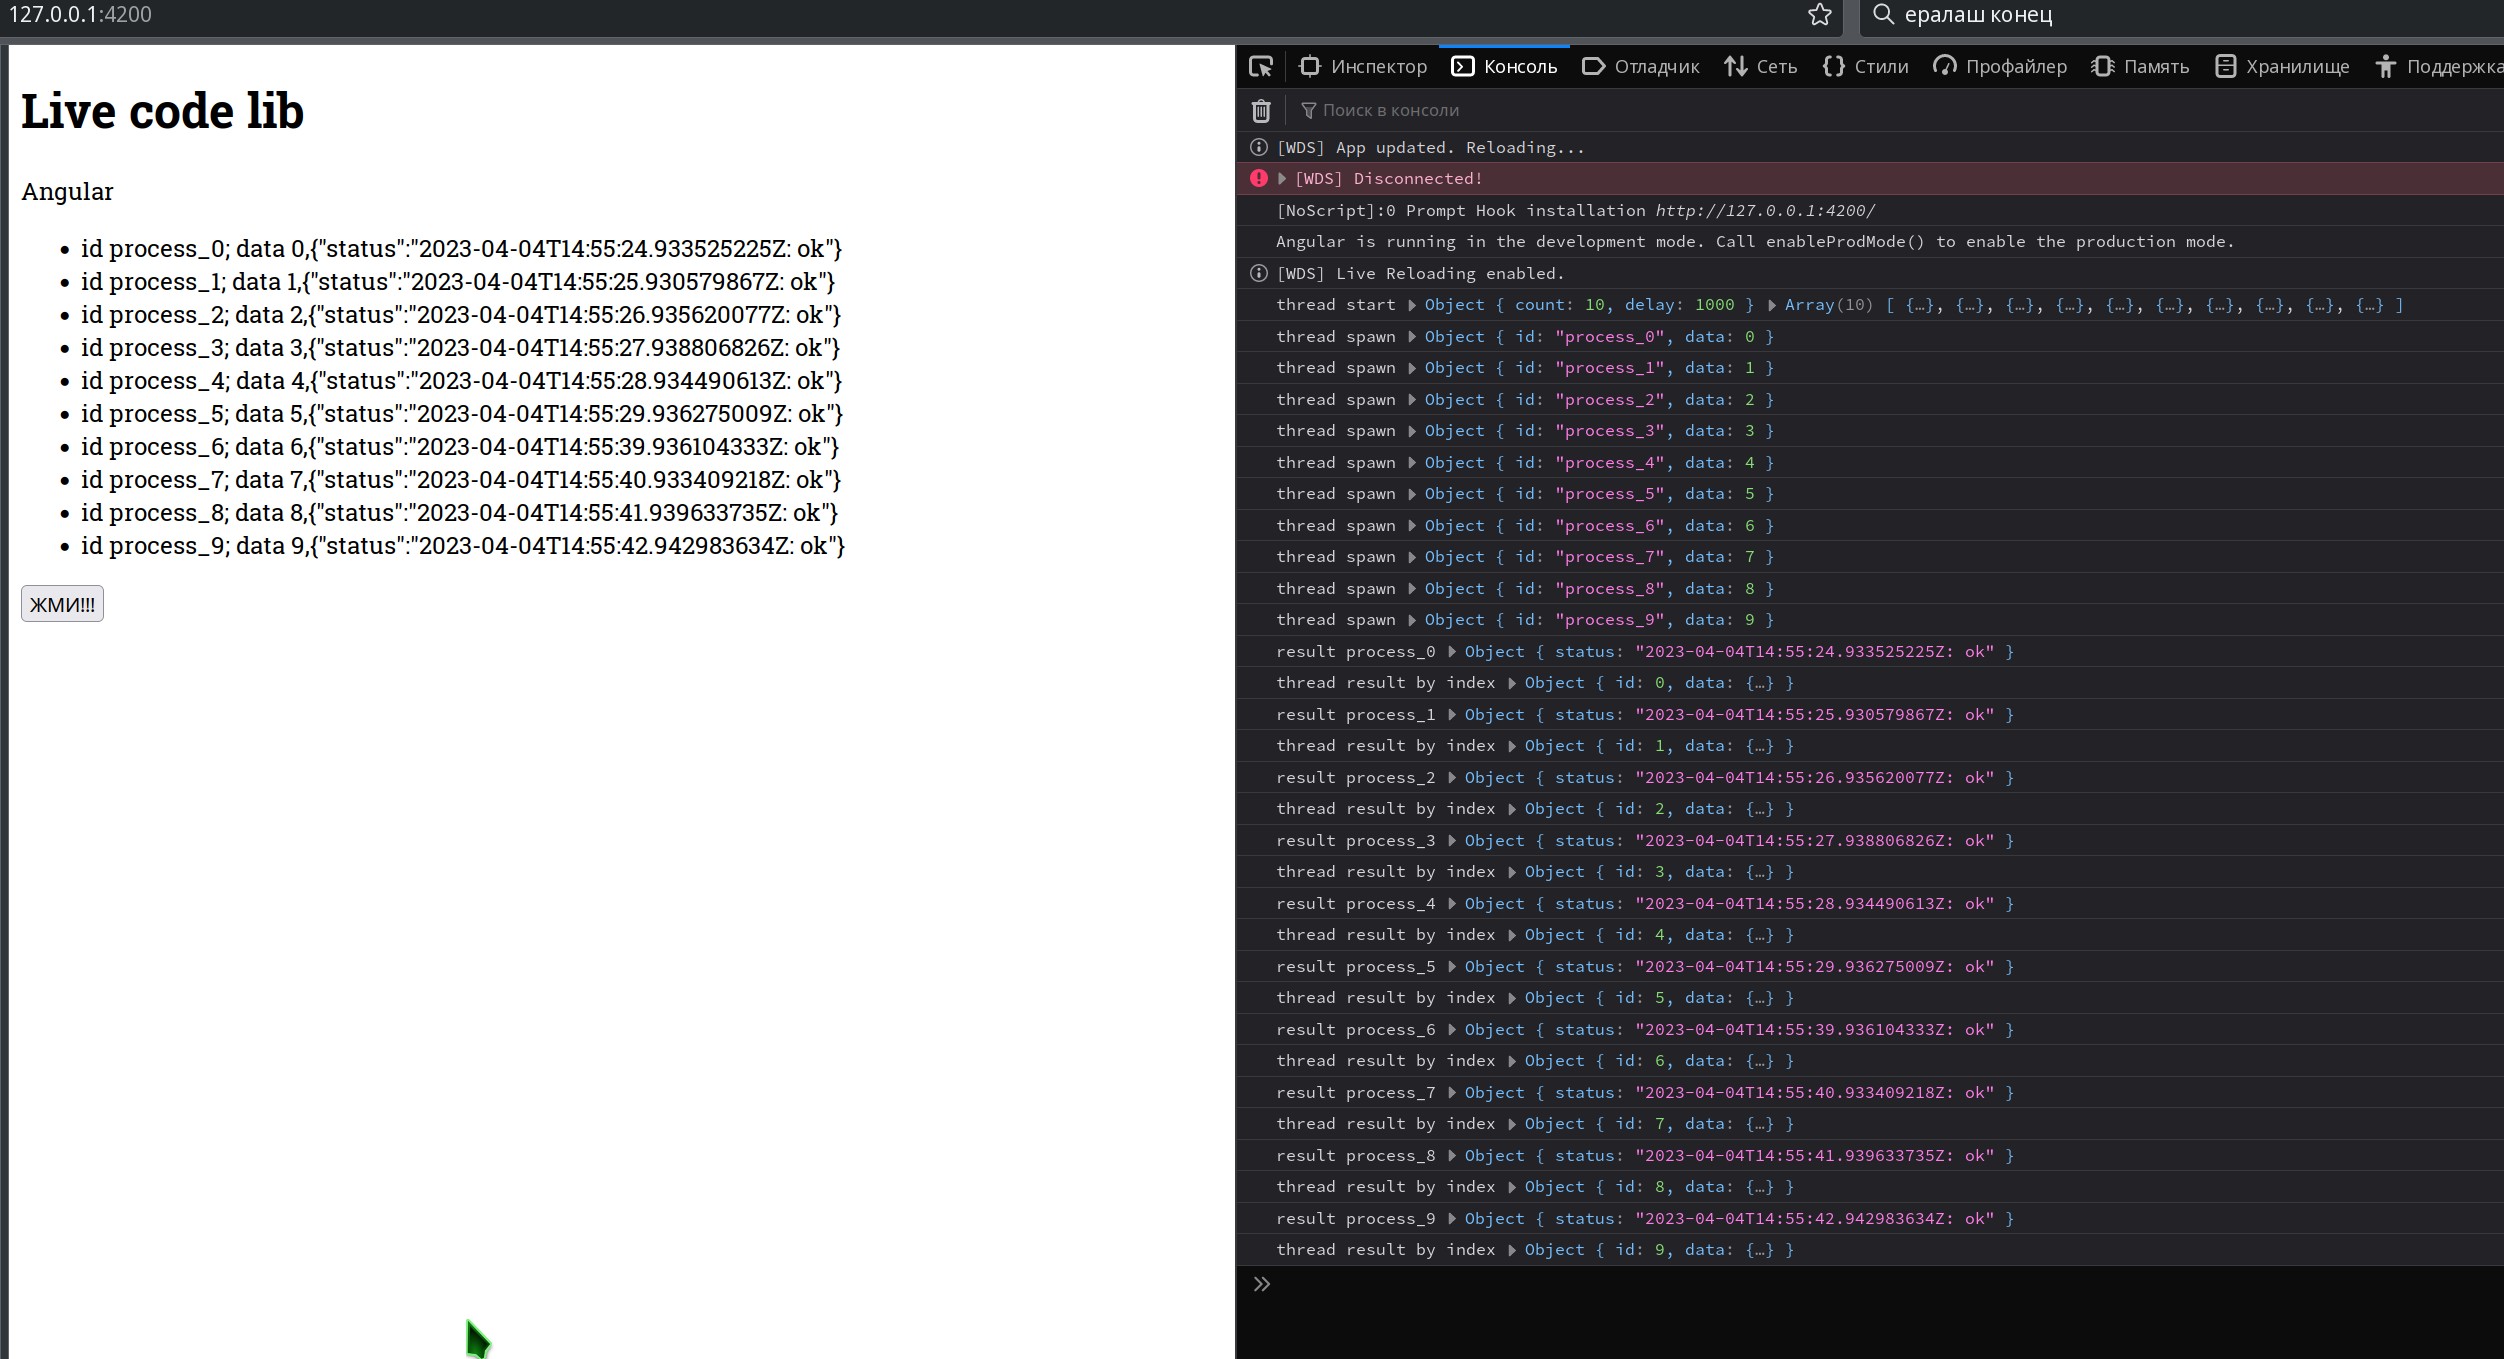 127.0.0.1:4200
ералаш конец
Live code lib
Angular
• id process_0; data 0,{"status":"2023-04-04T14:55:24.933525225Z: ok"}
• id process_1; data 1,{"status":"2023-04-04T14:55:25.930579867Z: ok"}
• id process_2; data 2,{"status":"2023-04-04T14:55:26.935620077Z: ok"}
• id process_3; data 3,{"status":"2023-04-04T14:55:27.938806826Z: ok"}
• id process_4; data 4,{"status":"2023-04-04T14:55:28.934490613Z: ok"}
• id process_5; data 5,{"status":"2023-04-04T14:55:29.936275009Z: ok"}
• id process_6; data 6,{"status":"2023-04-04T14:55:39.936104333Z: ok"}
• id process_7; data 7,{"status":"2023-04-04T14:55:40.933409218Z: ok"}
• id process_8; data 8,{"status":"2023-04-04T14:55:41.939633735Z: ok"}
• id process_9; data 9,{"status":"2023-04-04T14:55:42.942983634Z: ok"}
ЖМИ!!!
Инспектор Консоль Отладчик Сеть Стили Профайлер Память Хранилище Поддержка
Поиск в консоли
[WDS] App updated. Reloading...
[WDS] Disconnected!
[NoScript]:0 Prompt Hook installation http://127.0.0.1:4200/
Angular is running in the development mode. Call enableProdMode() to enable the production mode.
[WDS] Live Reloading enabled.
thread start Object { count: 10, delay: 1000 } Array(10) [ {…}, {…}, {…}, {…}, {…}, {…}, {…}, {…}, {…}, {…} ]
thread spawn Object { id: "process_0", data: 0 }
thread spawn Object { id: "process_1", data: 1 }
thread spawn Object { id: "process_2", data: 2 }
thread spawn Object { id: "process_3", data: 3 }
thread spawn Object { id: "process_4", data: 4 }
thread spawn Object { id: "process_5", data: 5 }
thread spawn Object { id: "process_6", data: 6 }
thread spawn Object { id: "process_7", data: 7 }
thread spawn Object { id: "process_8", data: 8 }
thread spawn Object { id: "process_9", data: 9 }
result process_0 Object { status: "2023-04-04T14:55:24.933525225Z: ok" }
thread result by index Object { id: 0, data: {…} }
result process_1 Object { status: "2023-04-04T14:55:25.930579867Z: ok" }
thread result by index Object { id: 1, data: {…} }
result process_2 Object { status: "2023-04-04T14:55:26.935620077Z: ok" }
thread result by index Object { id: 2, data: {…} }
result process_3 Object { status: "2023-04-04T14:55:27.938806826Z: ok" }
thread result by index Object { id: 3, data: {…} }
result process_4 Object { status: "2023-04-04T14:55:28.934490613Z: ok" }
thread result by index Object { id: 4, data: {…} }
result process_5 Object { status: "2023-04-04T14:55:29.936275009Z: ok" }
thread result by index Object { id: 5, data: {…} }
result process_6 Object { status: "2023-04-04T14:55:39.936104333Z: ok" }
thread result by index Object { id: 6, data: {…} }
result process_7 Object { status: "2023-04-04T14:55:40.933409218Z: ok" }
thread result by index Object { id: 7, data: {…} }
result process_8 Object { status: "2023-04-04T14:55:41.939633735Z: ok" }
thread result by index Object { id: 8, data: {…} }
result process_9 Object { status: "2023-04-04T14:55:42.942983634Z: ok" }
thread result by index Object { id: 9, data: {…} }